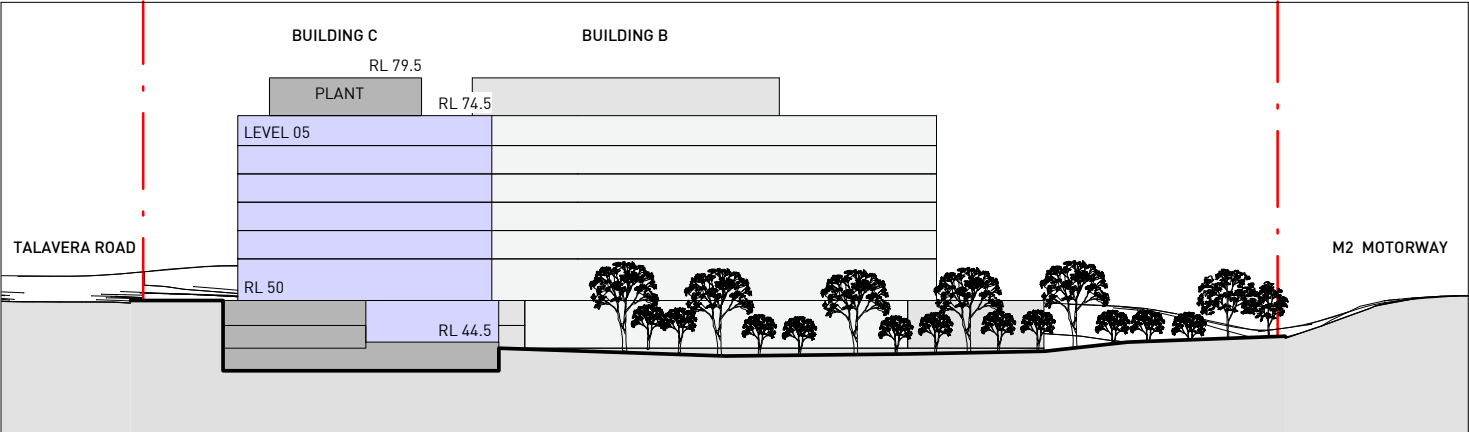 BUILDING C
BUILDING B
RL 79.5
PLANT
RL 74.5
LEVEL 05
TALAVERA ROAD
M2 MOTORWAY
RL 50
RL 44.5